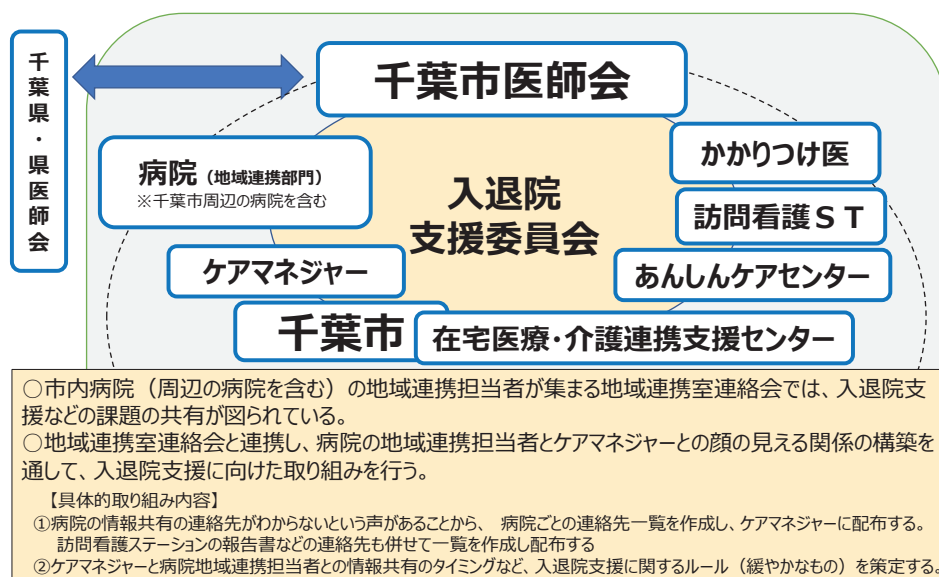 千葉県・県医師会
千葉市医師会
病院（地域連携部門）
※千葉市周辺の病院を含む
かかりつけ医
訪問看護ＳＴ
入退院
支援委員会
ケアマネジャー
あんしんケアセンター
千葉市
在宅医療・介護連携支援センター
○市内病院（周辺の病院を含む）の地域連携担当者が集まる地域連携室連絡会では、入退院支
援などの課題の共有が図られている。
○地域連携室連絡会と連携し、病院の地域連携担当者とケアマネジャーとの顔の見える関係の構築を
通して、入退院支援に向けた取り組みを行う。
【具体的取り組み内容】
①病院の情報共有の連絡先がわからないという声があることから、 病院ごとの連絡先一覧を作成し、ケアマネジャーに配布する。
訪問看護ステーションの報告書などの連絡先も併せて一覧を作成し配布する
②ケアマネジャーと病院地域連携担当者との情報共有のタイミングなど、入退院支援に関するルール（緩やかなもの）を策定する。